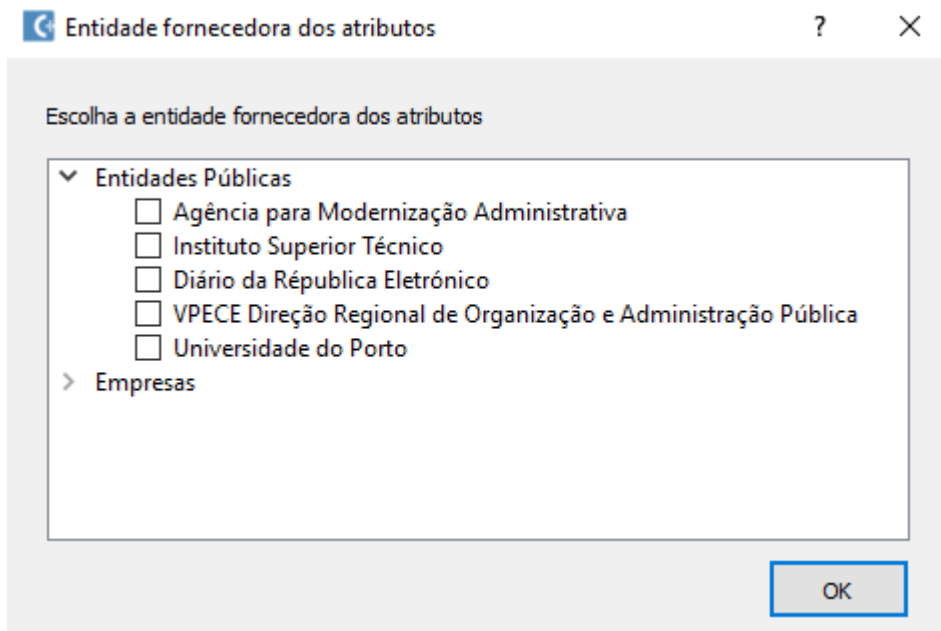 Entidade fornecedora dos atributos
?
Escolha a entidade fornecedora dos atributos
Entidades Públicas
Agência para Modernização Administrativa
Instituto Superior Técnico
Diário da Républica Eletrónico
VPECE Direção Regional de Organização e Administração Pública
Universidade do Porto
Empresas
OK